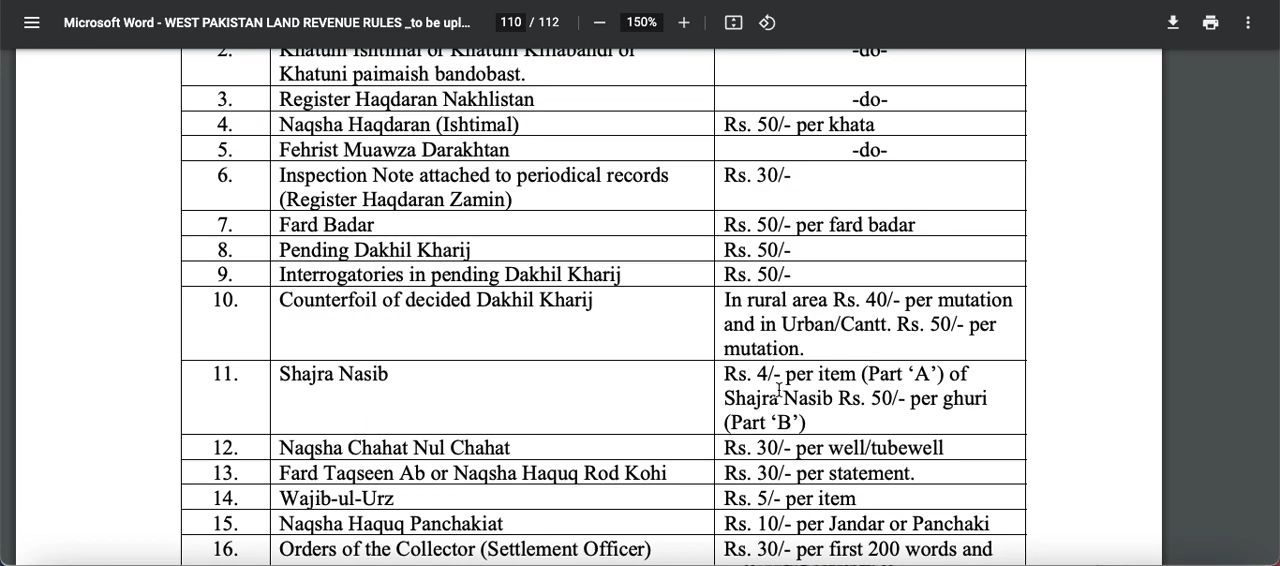 Microsoft Word - WEST PAKISTAN LAND REVENUE RULES _to be upl... 110 / 112 150%
2. Khatuni Ishtimal or Khatuni Killabandi or -do-
Khatuni paimaish bandobast.
3. Register Haqdaran Nakhlistan -do-
4. Naqsha Haqdaran (Ishtimal) Rs. 50/- per khata
5. Fehrist Muawza Darakhtan -do-
6. Inspection Note attached to periodical records Rs. 30/-
(Register Haqdaran Zamin)
7. Fard Badar Rs. 50/- per fard badar
8. Pending Dakhil Kharij Rs. 50/-
9. Interrogatories in pending Dakhil Kharij Rs. 50/-
10. Counterfoil of decided Dakhil Kharij In rural area Rs. 40/- per mutation
and in Urban/Cantt. Rs. 50/- per
mutation.
11. Shajra Nasib Rs. 4/- per item (Part ‘A’) of
Shajra Nasib Rs. 50/- per ghuri
(Part ‘B’)
12. Naqsha Chahat Nul Chahat Rs. 30/- per well/tubewell
13. Fard Taqseen Ab or Naqsha Haquq Rod Kohi Rs. 30/- per statement.
14. Wajib-ul-Urz Rs. 5/- per item
15. Naqsha Haquq Panchakiat Rs. 10/- per Jandar or Panchaki
16. Orders of the Collector (Settlement Officer) Rs. 30/- per first 200 words and